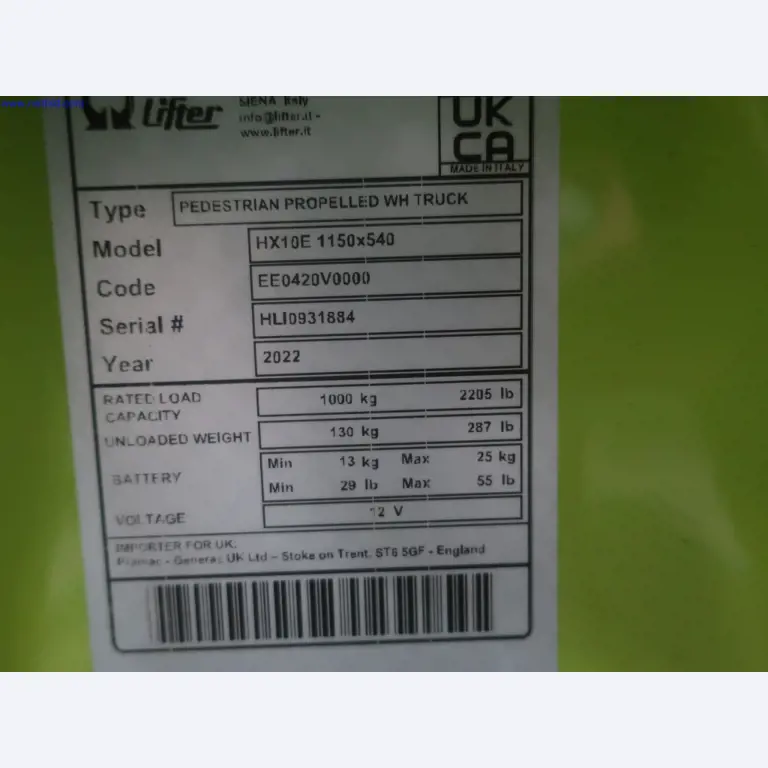 Lifter
SIENA Italy
info@lifter.it -
www.lifter.it
UK
CA
MADE IN ITALY
Type PEDESTRIAN PROPELLED WH TRUCK
Model HX10E 1150x540
Code EE0420V0000
Serial # HLI0931884
Year 2022
RATED LOAD CAPACITY 1000 kg 2205 lb
UNLOADED WEIGHT 130 kg 287 lb
BATTERY Min 13 kg Max 25 kg
Min 29 lb Max 55 lb
VOLTAGE 12 V
IMPORTER FOR UK:
Pramac - Generac UK Ltd – Stoke on Trent. ST6 5GF - England